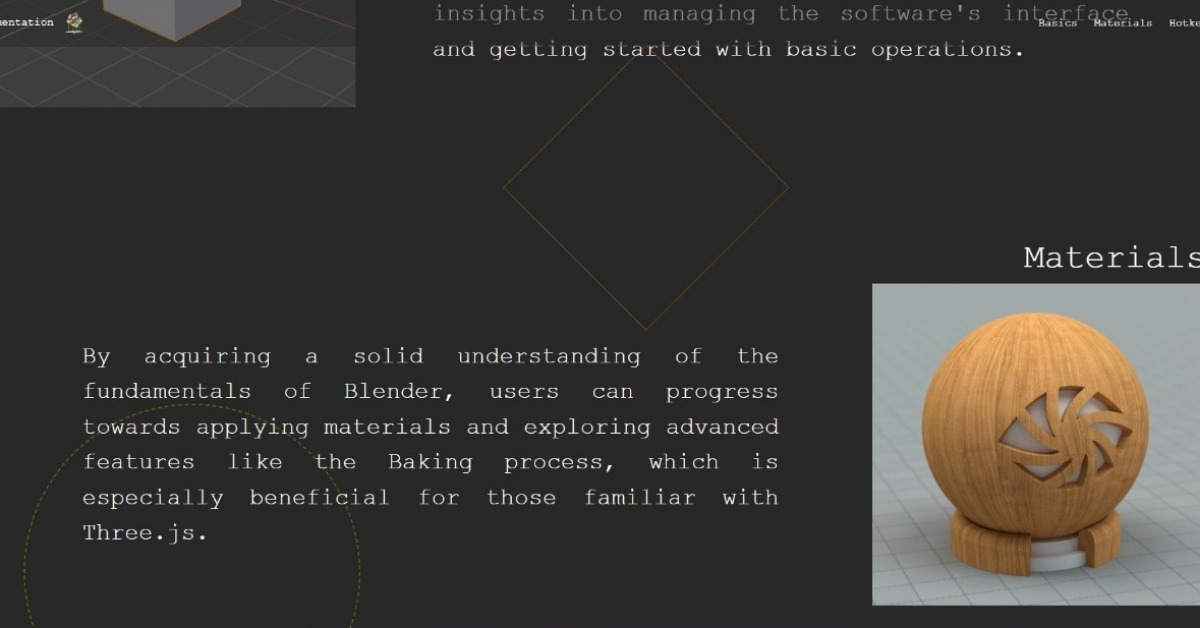 insights into managing the software's interface
mentation
Basics Materials Hotke
and getting started with basic operations.
Materials
By acquiring a solid understanding of the
fundamentals of Blender, users can progress
towards applying materials and exploring advanced
features like the Baking process, which is
especially beneficial for those familiar with
Three.js.